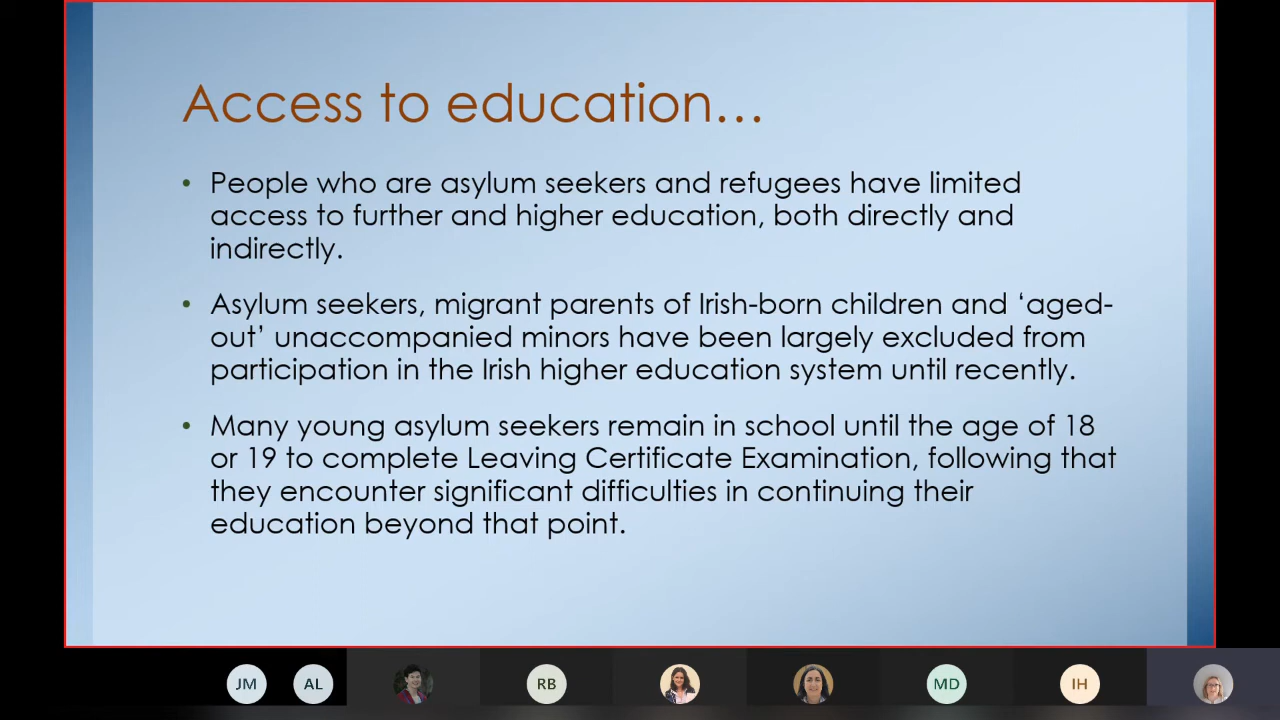 Access to education…
• People who are asylum seekers and refugees have limited
access to further and higher education, both directly and
indirectly.
• Asylum seekers, migrant parents of Irish-born children and ‘aged-
out’ unaccompanied minors have been largely excluded from
participation in the Irish higher education system until recently.
• Many young asylum seekers remain in school until the age of 18
or 19 to complete Leaving Certificate Examination, following that
they encounter significant difficulties in continuing their
education beyond that point.
JM AL RB MD IH